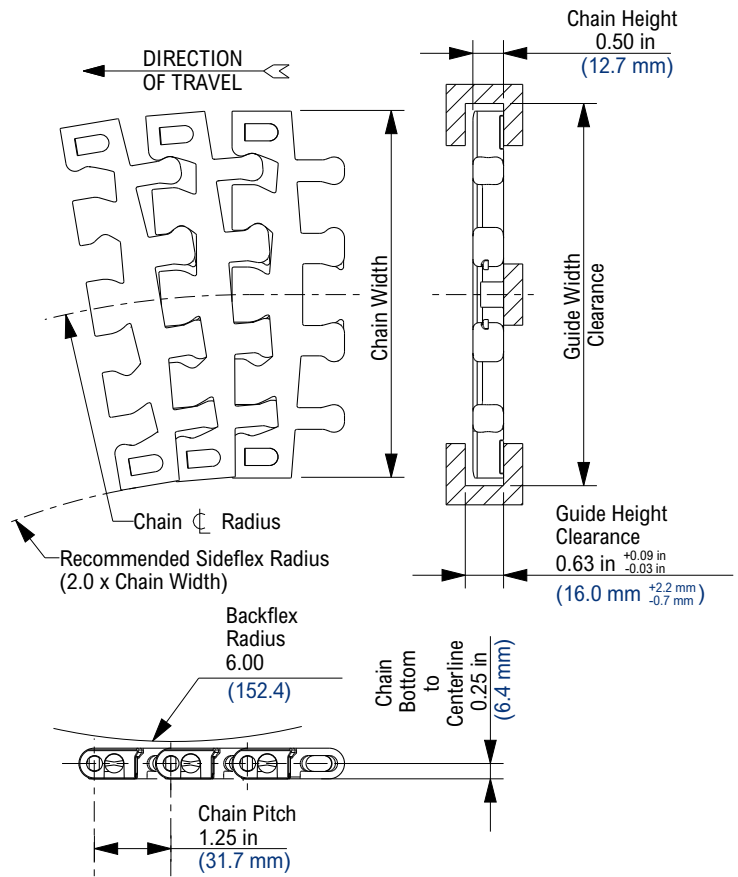 Chain Height
0.50 in
(12.7 mm)
DIRECTION
OF TRAVEL
Chain Width
Guide Width
Clearance
Chain ℄ Radius
Recommended Sideflex Radius
(2.0 x Chain Width)
Guide Height
Clearance
0.63 in +0.09 in -0.03 in
(16.0 mm +2.2 mm -0.7 mm )
Backflex
Radius
6.00
(152.4)
Chain
Bottom
to
Centerline
0.25 in
(6.4 mm)
Chain Pitch
1.25 in
(31.7 mm)